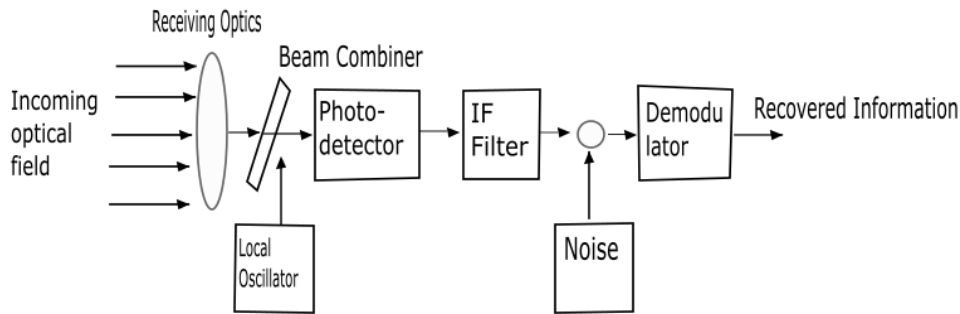 Receiving Optics
Beam Combiner
Incoming
optical
field
Photo-
detector
IF
Filter
Demodu
lator
Recovered Information
Local
Oscillator
Noise